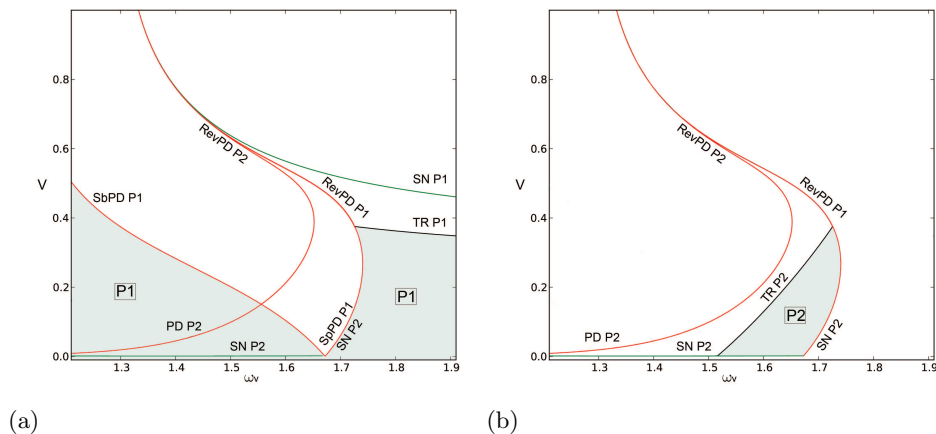 0.8
0.6
V
0.4
0.2
0.0
1.3
1.4
1.5
1.6
1.7
1.8
1.9
ωv
RevPD P2
SN P1
SbPD P1
RevPD P1
TR P1
P1
P1
PD P2
SN P2
SpPD P1
SN P2
(a)
0.8
0.6
V
0.4
0.2
0.0
1.3
1.4
1.5
1.6
1.7
1.8
1.9
ωv
RevPD P2
RevPD P1
TR P2
P2
PD P2
SN P2
SN P2
(b)